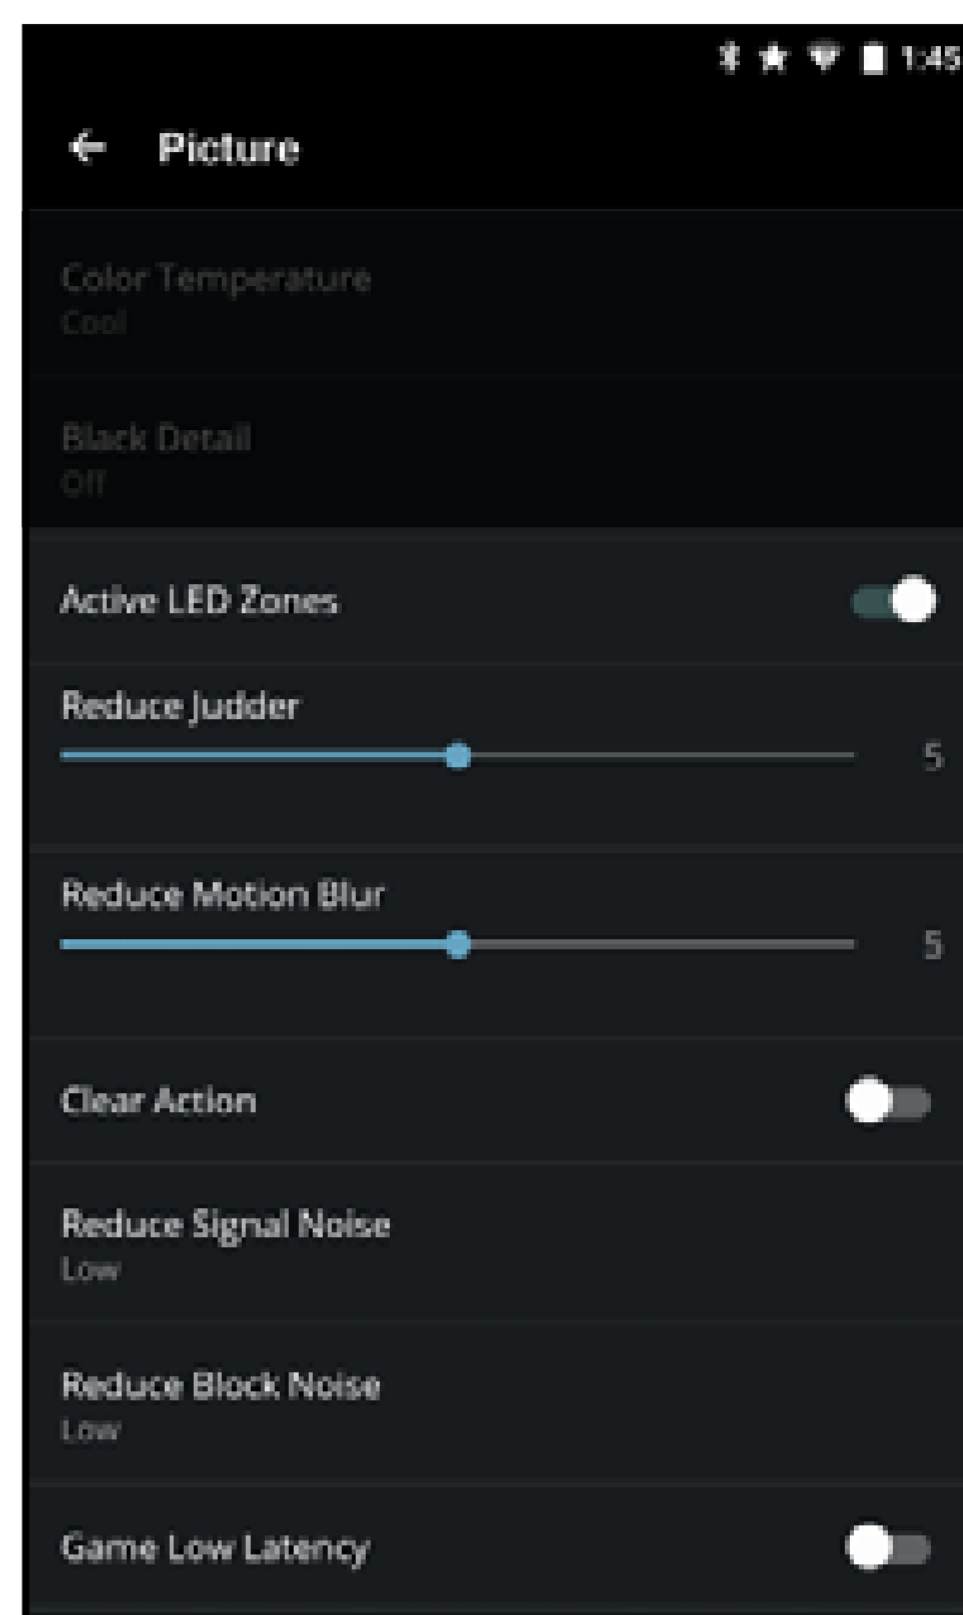 1:45
Picture
Color Temperature
Cool
Black Detail
Off
Active LED Zones
Reduce Judder
5
Reduce Motion Blur
5
Clear Action
Reduce Signal Noise
Low
Reduce Block Noise
Low
Game Low Latency